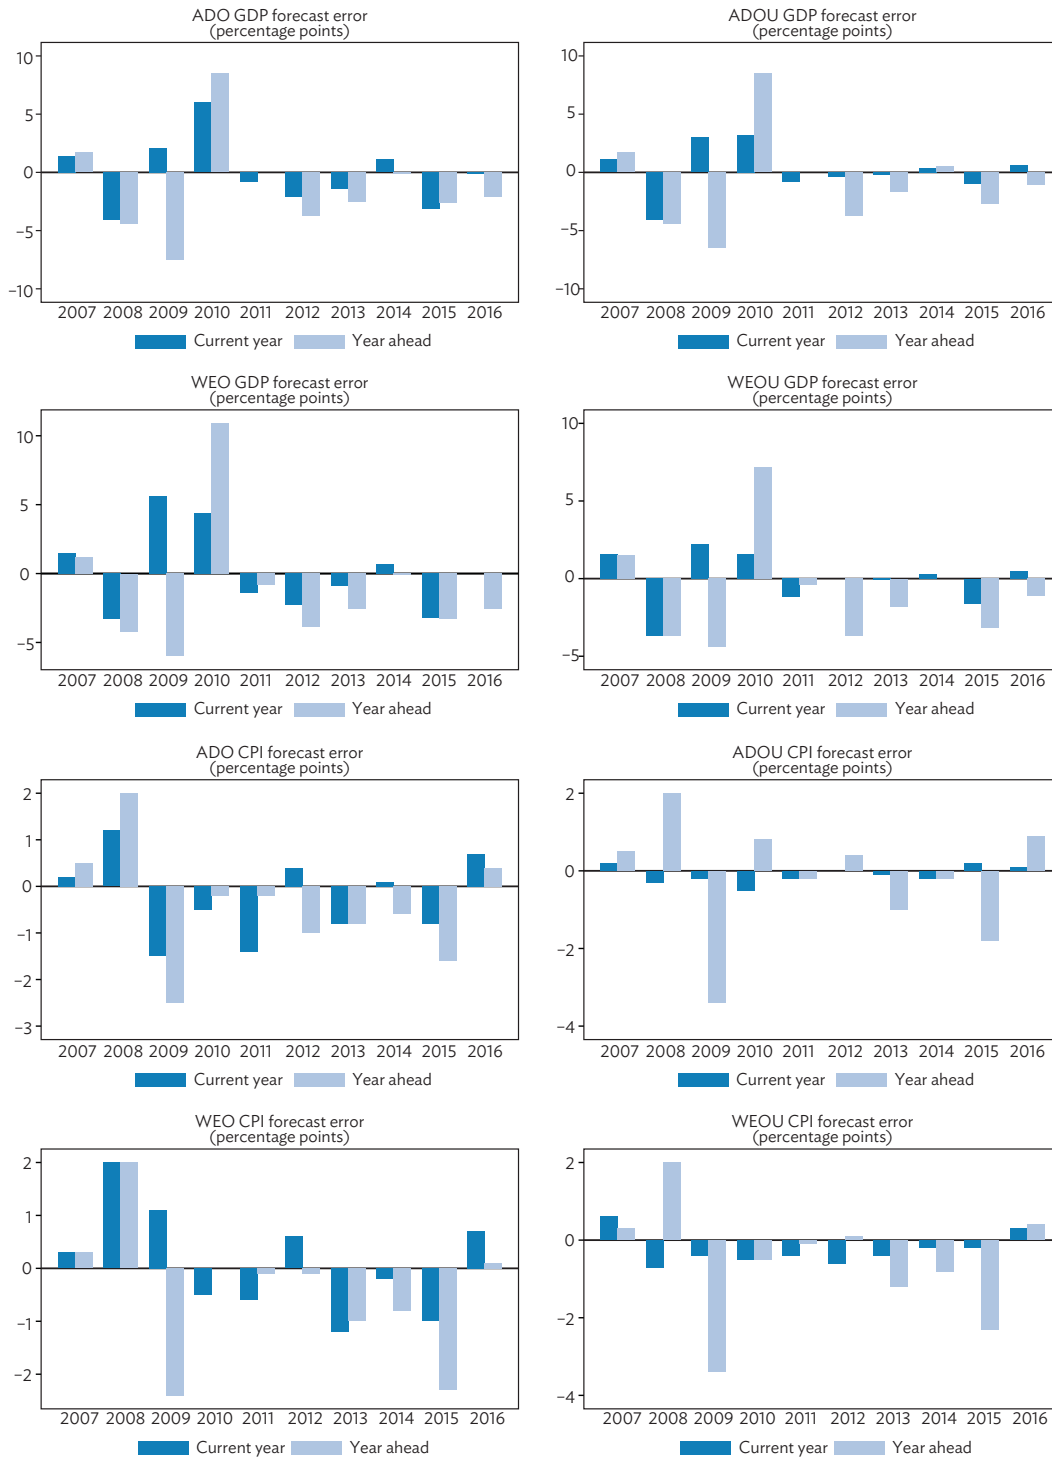 ADO GDP forecast error
(percentage points)
10
5
0
−5
−10
2007 2008 2009 2010 2011 2012 2013 2014 2015 2016
Current year Year ahead
ADOU GDP forecast error
(percentage points)
10
5
0
−5
−10
2007 2008 2009 2010 2011 2012 2013 2014 2015 2016
Current year Year ahead
WEO GDP forecast error
(percentage points)
10
5
0
−5
2007 2008 2009 2010 2011 2012 2013 2014 2015 2016
Current year Year ahead
WEOU GDP forecast error
(percentage points)
10
5
0
−5
2007 2008 2009 2010 2011 2012 2013 2014 2015 2016
Current year Year ahead
ADO CPI forecast error
(percentage points)
2
1
0
−1
−2
−3
2007 2008 2009 2010 2011 2012 2013 2014 2015 2016
Current year Year ahead
ADOU CPI forecast error
(percentage points)
2
0
−2
−4
2007 2008 2009 2010 2011 2012 2013 2014 2015 2016
Current year Year ahead
WEO CPI forecast error
(percentage points)
2
1
0
−1
−2
2007 2008 2009 2010 2011 2012 2013 2014 2015 2016
Current year Year ahead
WEOU CPI forecast error
(percentage points)
2
0
−2
−4
2007 2008 2009 2010 2011 2012 2013 2014 2015 2016
Current year Year ahead